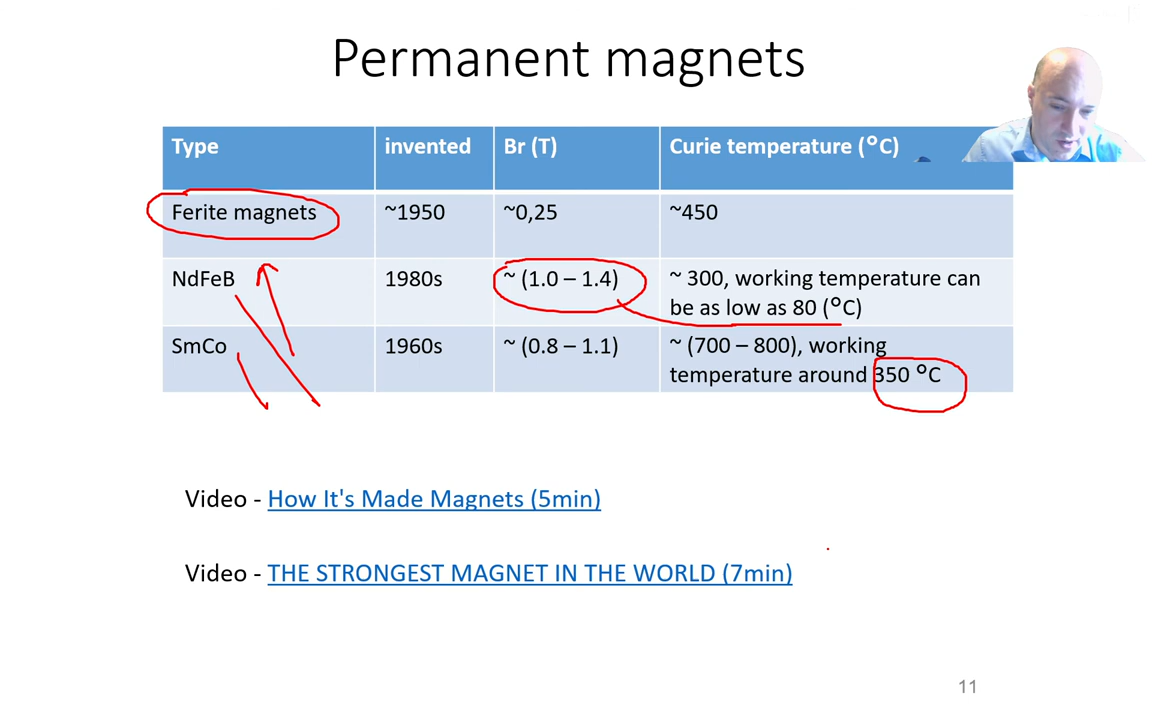 Permanent magnets
Type invented Br (T) Curie temperature (°C)
Ferite magnets ~1950 ~0,25 ~450
NdFeB 1980s ~ (1.0 – 1.4) ~ 300, working temperature can
be as low as 80 (°C)
SmCo 1960s ~ (0.8 – 1.1) ~ (700 – 800), working
temperature around 350 °C
Video - How It's Made Magnets (5min)
Video - THE STRONGEST MAGNET IN THE WORLD (7min)
11